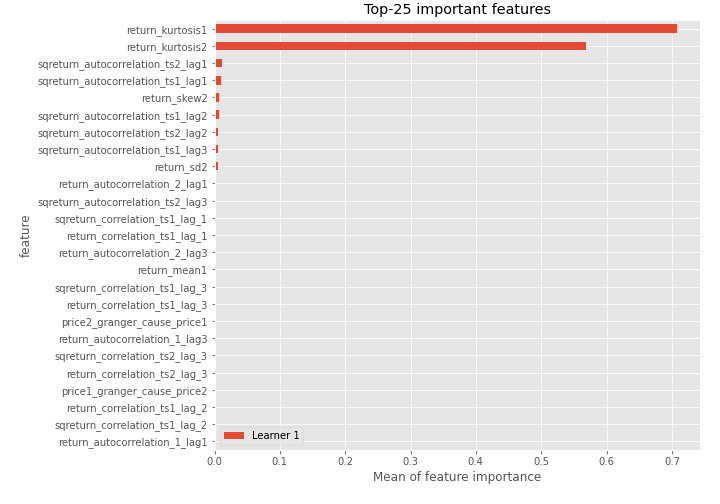 Top-25 important features
return_kurtosis1
return_kurtosis2
sqreturn_autocorrelation_ts2_lag1
sqreturn_autocorrelation_ts1_lag1
return_skew2
sqreturn_autocorrelation_ts1_lag2
sqreturn_autocorrelation_ts2_lag2
sqreturn_autocorrelation_ts1_lag3
return_sd2
return_autocorrelation_2_lag1
sqreturn_autocorrelation_ts2_lag3
sqreturn_correlation_ts1_lag_1
return_correlation_ts1_lag_1
return_autocorrelation_2_lag3
return_mean1
sqreturn_correlation_ts1_lag_3
return_correlation_ts1_lag_3
price2_granger_cause_price1
return_autocorrelation_1_lag3
sqreturn_correlation_ts2_lag_3
return_correlation_ts2_lag_3
price1_granger_cause_price2
return_correlation_ts1_lag_2
sqreturn_correlation_ts1_lag_2
return_autocorrelation_1_lag1
feature
Learner 1
0.0 0.1 0.2 0.3 0.4 0.5 0.6 0.7
Mean of feature importance